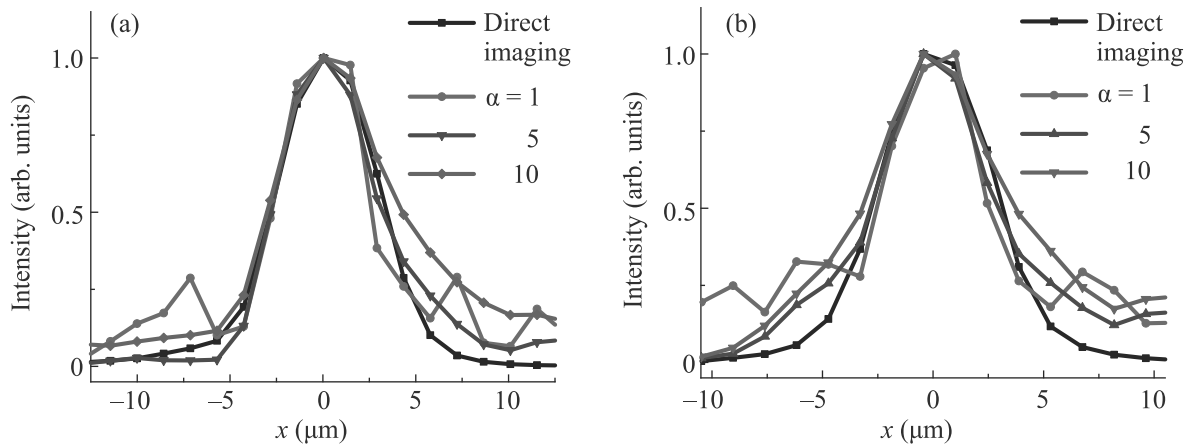 (a)
Direct
imaging
α = 1
5
10
Intensity (arb. units)
1.0
0.5
0
−10
−5
0
5
10
x (μm)
(b)
Direct
imaging
α = 1
5
10
Intensity (arb. units)
1.0
0.5
0
−10
−5
0
5
10
x (μm)